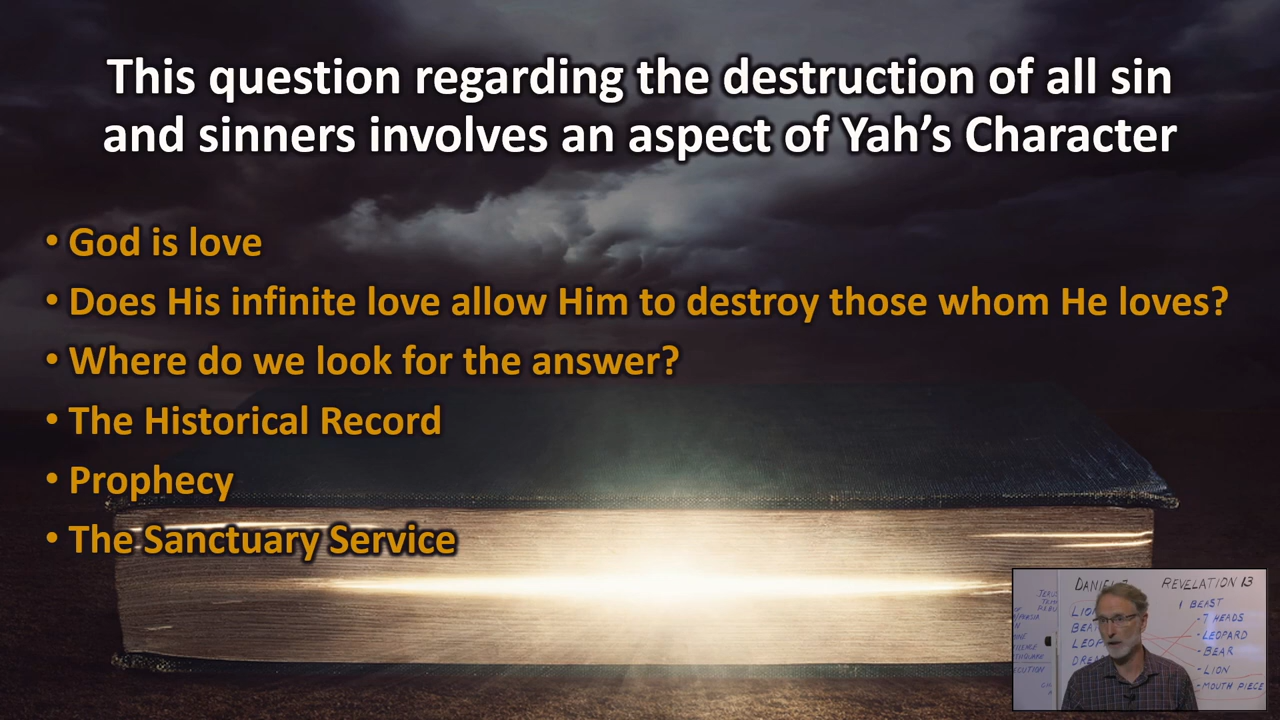 This question regarding the destruction of all sin
and sinners involves an aspect of Yah's Character
• God is love
• Does His infinite love allow Him to destroy those whom He loves?
• Where do we look for the answer?
• The Historical Record
• Prophecy
• The Sanctuary Service
REVELATION 13
1 BEAST
- 7 HEADS
- LEOPARD
- BEAR
- LION
- MOUTH PIECE